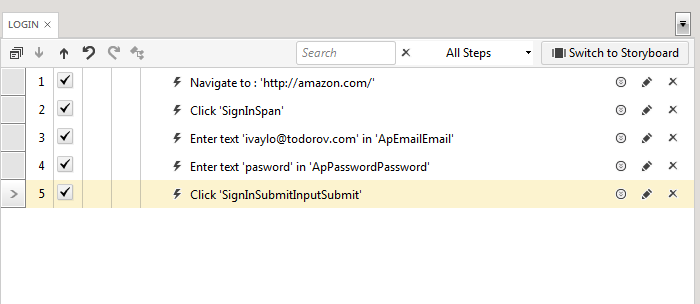 LOGIN
Search
All Steps
Switch to Storyboard
1 Navigate to : 'http://amazon.com/'
2 Click 'SignInSpan'
3 Enter text 'ivaylo@todorov.com' in 'ApEmailEmail'
4 Enter text 'pasword' in 'ApPasswordPassword'
5 Click 'SignInSubmitInputSubmit'